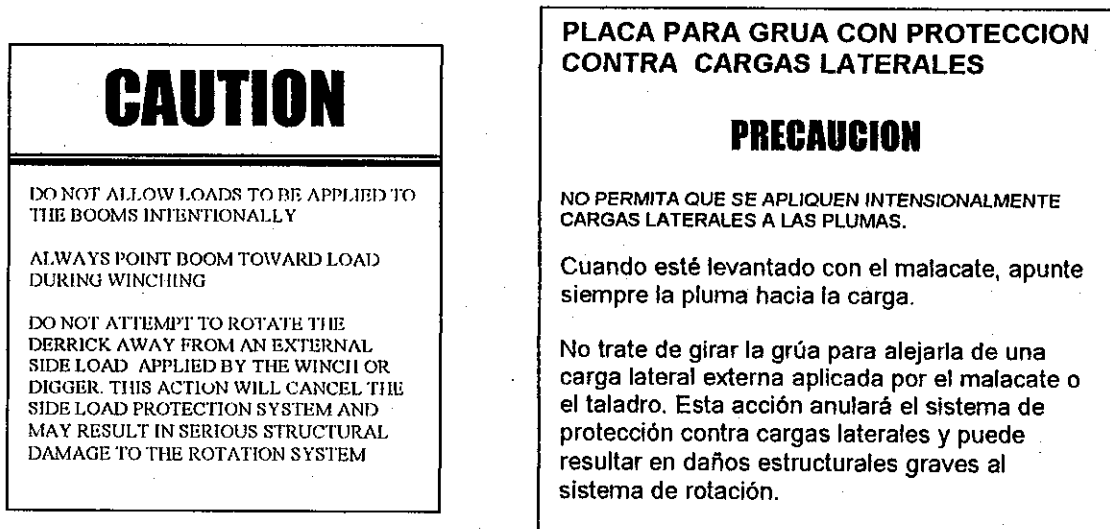 CAUTION
DO NOT ALLOW LOADS TO BE APPLIED TO
THE BOOMS INTENTIONALLY
ALWAYS POINT BOOM TOWARD LOAD
DURING WINCHING
DO NOT ATTEMPT TO ROTATE THE
DERRICK AWAY FROM AN EXTERNAL
SIDE LOAD APPLIED BY THE WINCH OR
DIGGER. THIS ACTION WILL CANCEL THE
SIDE LOAD PROTECTION SYSTEM AND
MAY RESULT IN SERIOUS STRUCTURAL
DAMAGE TO THE ROTATION SYSTEM
PLACA PARA GRUA CON PROTECCION
CONTRA CARGAS LATERALES
PRECAUCION
NO PERMITA QUE SE APLIQUEN INTENSIONALMENTE
CARGAS LATERALES A LAS PLUMAS.
Cuando esté levantado con el malacate, apunte
siempre la pluma hacia la carga.
No trate de girar la grúa para alejarla de una
carga lateral externa aplicada por el malacate o
el taladro. Esta acción anulará el sistema de
protección contra cargas laterales y puede
resultar en daños estructurales graves al
sistema de rotación.